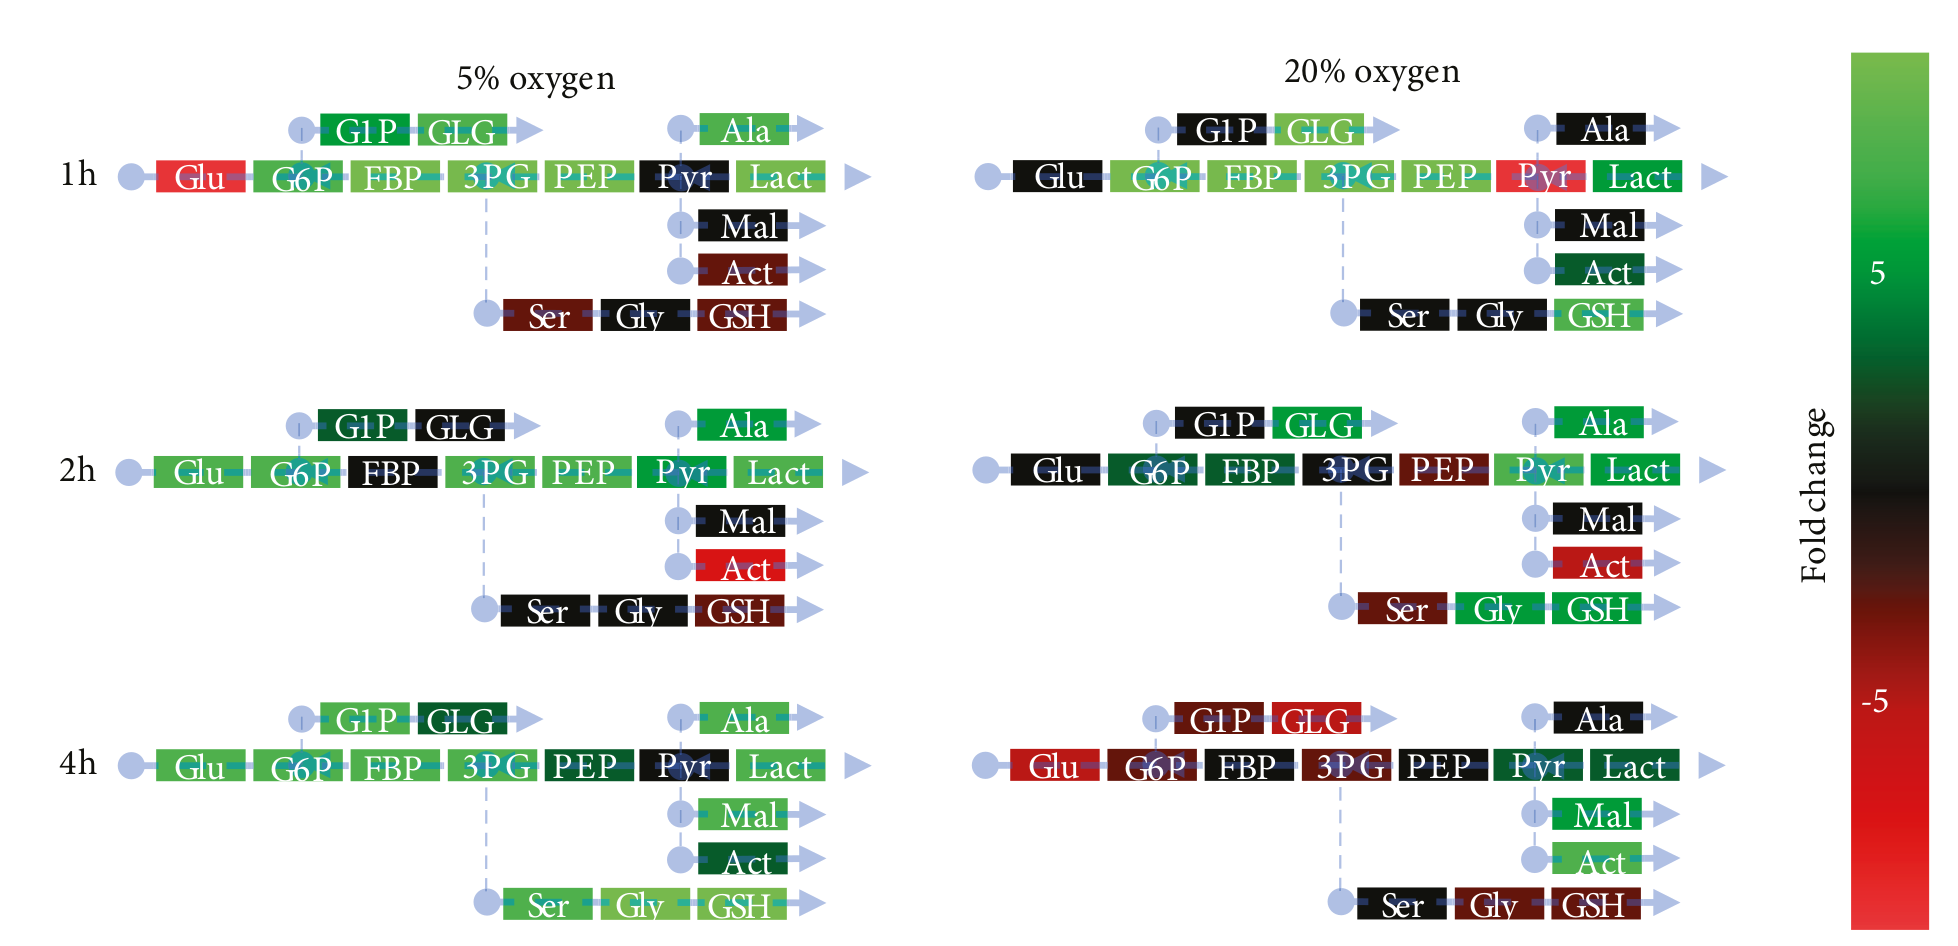 5% oxygen
20% oxygen
1h
G1P GLG Ala
Glu G6P FBP 3PG PEP Pyr Lact
Mal
Act
Ser Gly GSH
G1P GLG Ala
Glu G6P FBP 3PG PEP Pyr Lact
Mal
Act
Ser Gly GSH
2h
G1P GLG Ala
Glu G6P FBP 3PG PEP Pyr Lact
Mal
Act
Ser Gly GSH
G1P GLG Ala
Glu G6P FBP 3PG PEP Pyr Lact
Mal
Act
Ser Gly GSH
4h
G1P GLG Ala
Glu G6P FBP 3PG PEP Pyr Lact
Mal
Act
Ser Gly GSH
G1P GLG Ala
Glu G6P FBP 3PG PEP Pyr Lact
Mal
Act
Ser Gly GSH
Fold change
5
-5